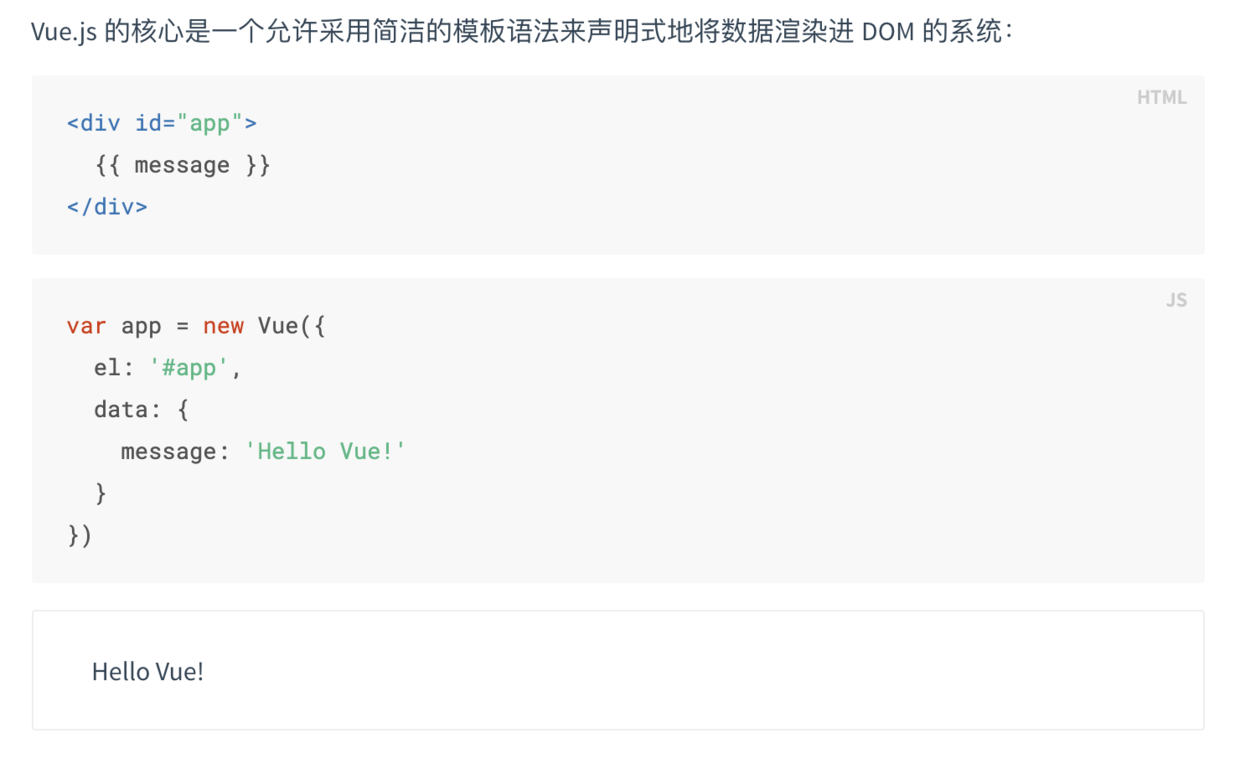 Vue.js 的核心是一个允许采用简洁的模板语法来声明式地将数据渲染进 DOM 的系统：
HTML
<div id="app">
  {{ message }}
</div>
JS
var app = new Vue({
  el: '#app',
  data: {
    message: 'Hello Vue!'
  }
})
Hello Vue!